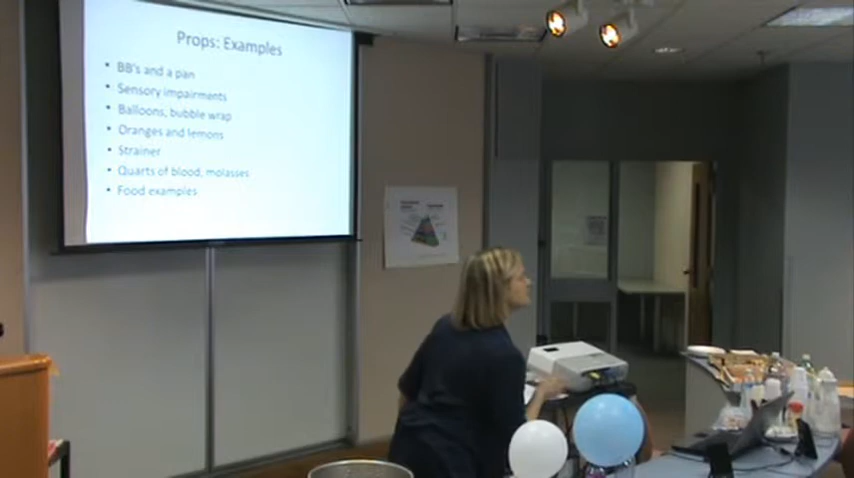 Props: Examples
• BB's and a pan
• Sensory impairments
• Balloons, bubble wrap
• Oranges and lemons
• Strainer
• Quarts of blood, molasses
• Food examples